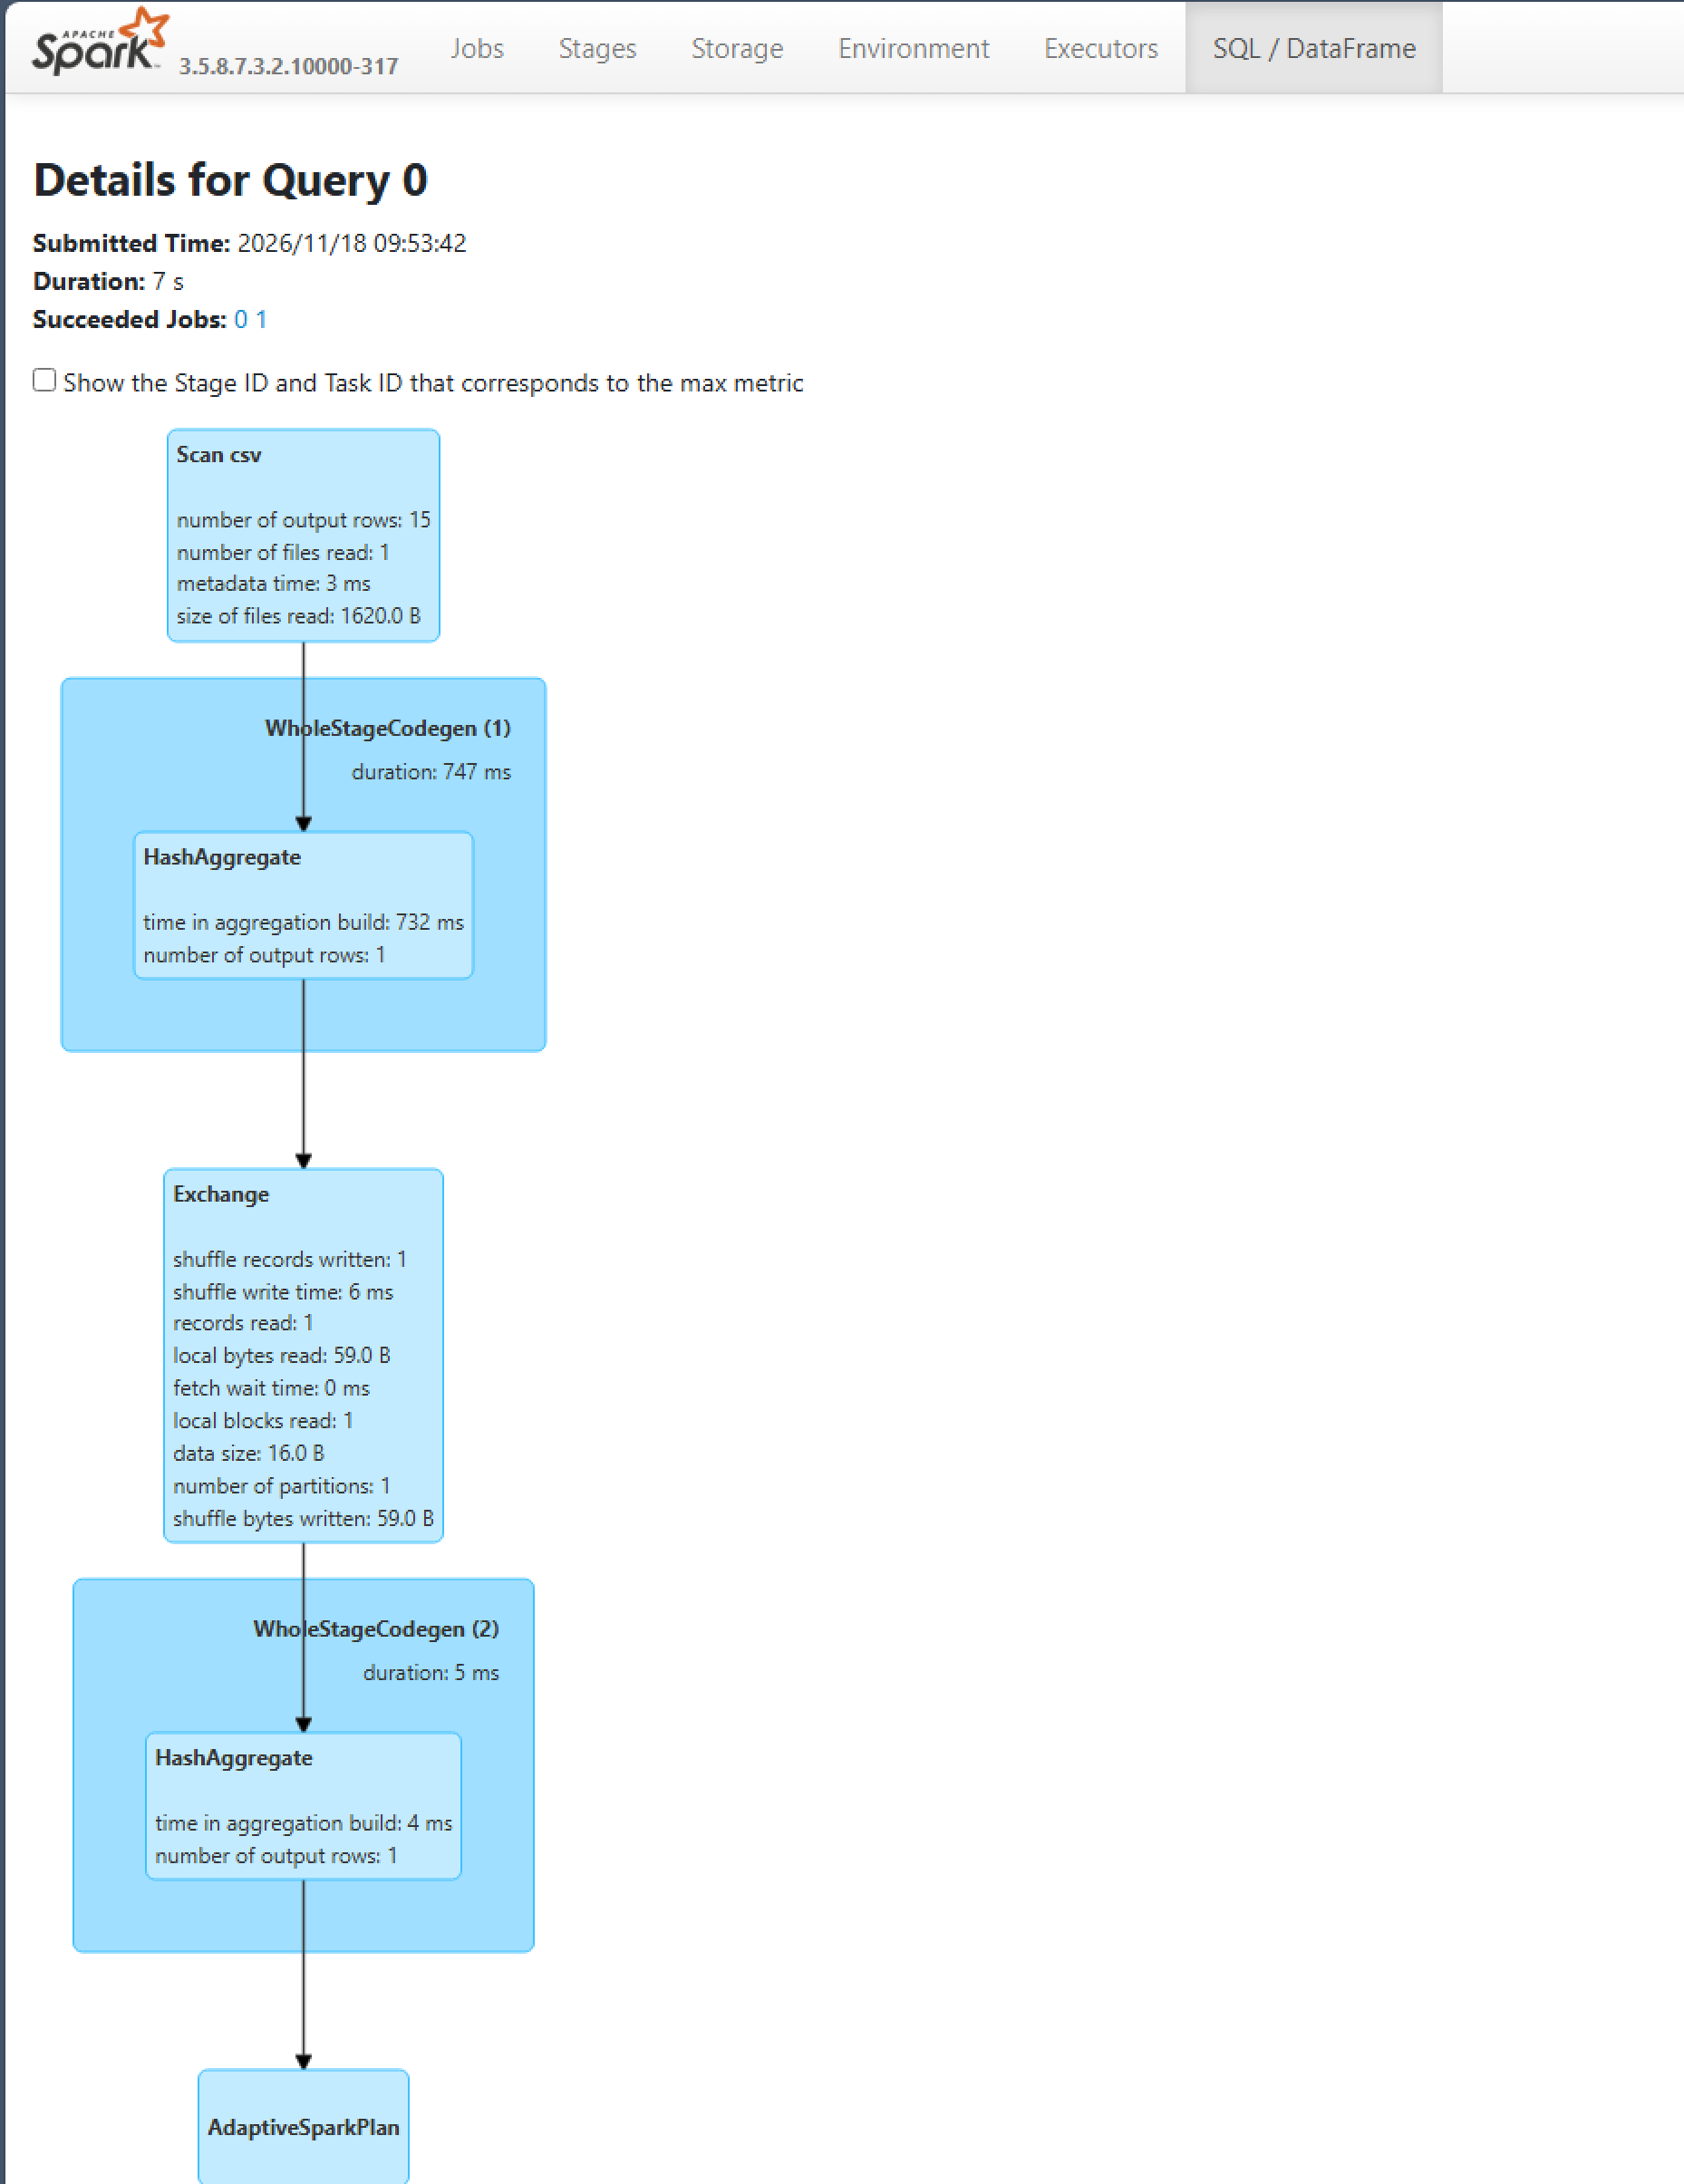 APACHE
Spark 3.5.8.7.3.2.10000-317 Jobs Stages Storage Environment Executors SQL / DataFrame
Details for Query 0
Submitted Time: 2026/11/18 09:53:42
Duration: 7 s
Succeeded Jobs: 0 1
Show the Stage ID and Task ID that corresponds to the max metric
Scan csv
number of output rows: 15
number of files read: 1
metadata time: 3 ms
size of files read: 1620.0 B
WholeStageCodegen (1)
duration: 747 ms
HashAggregate
time in aggregation build: 732 ms
number of output rows: 1
Exchange
shuffle records written: 1
shuffle write time: 6 ms
records read: 1
local bytes read: 59.0 B
fetch wait time: 0 ms
local blocks read: 1
data size: 16.0 B
number of partitions: 1
shuffle bytes written: 59.0 B
WholeStageCodegen (2)
duration: 5 ms
HashAggregate
time in aggregation build: 4 ms
number of output rows: 1
AdaptiveSparkPlan